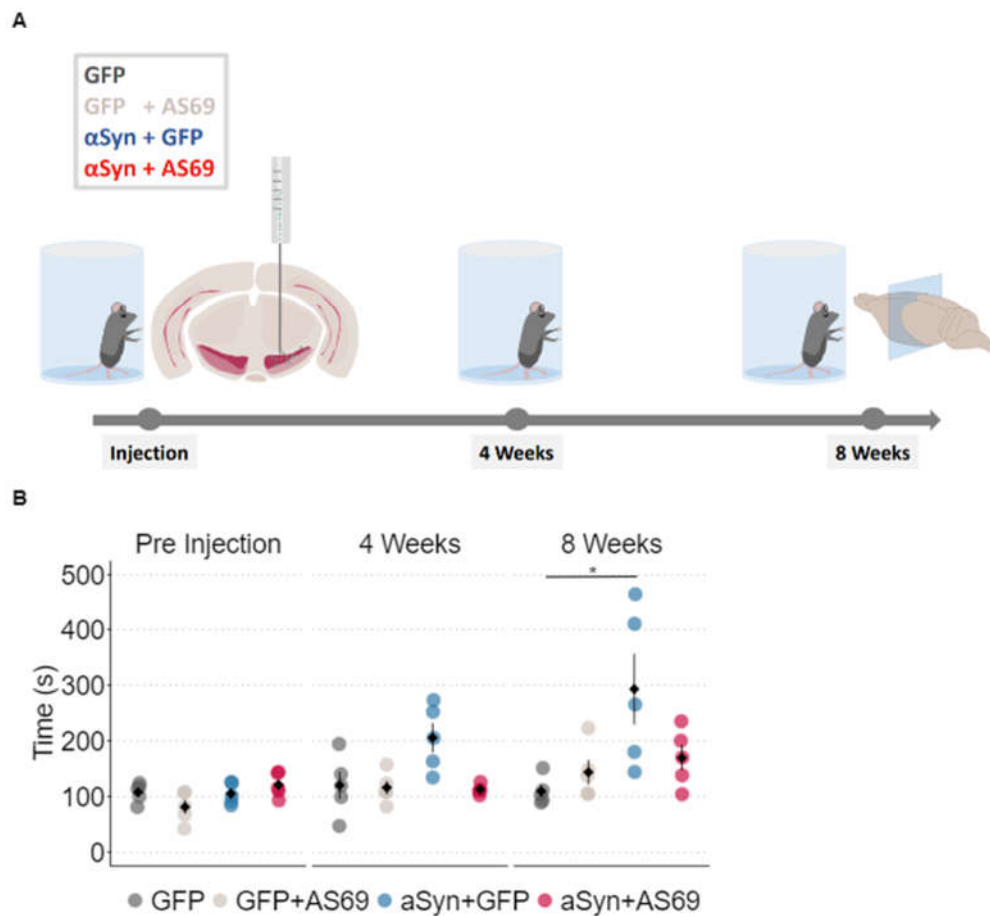 A
GFP
GFP + AS69
αSyn + GFP
αSyn + AS69
Injection
4 Weeks
8 Weeks
B
Pre Injection
4 Weeks
8 Weeks
500
*
400
300
200
100
0
Time (s)
GFP
GFP+AS69
aSyn+GFP
aSyn+AS69